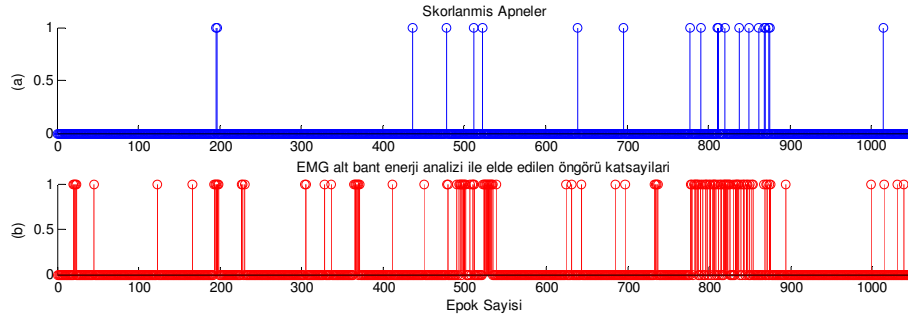 Skorlanmis Apneler
1
0.5
0
(a)
0 100 200 300 400 500 600 700 800 900 1000
EMG alt bant enerji analizi ile elde edilen öngörü katsayilari
1
0.5
0
(b)
0 100 200 300 400 500 600 700 800 900 1000
Epok Sayisi